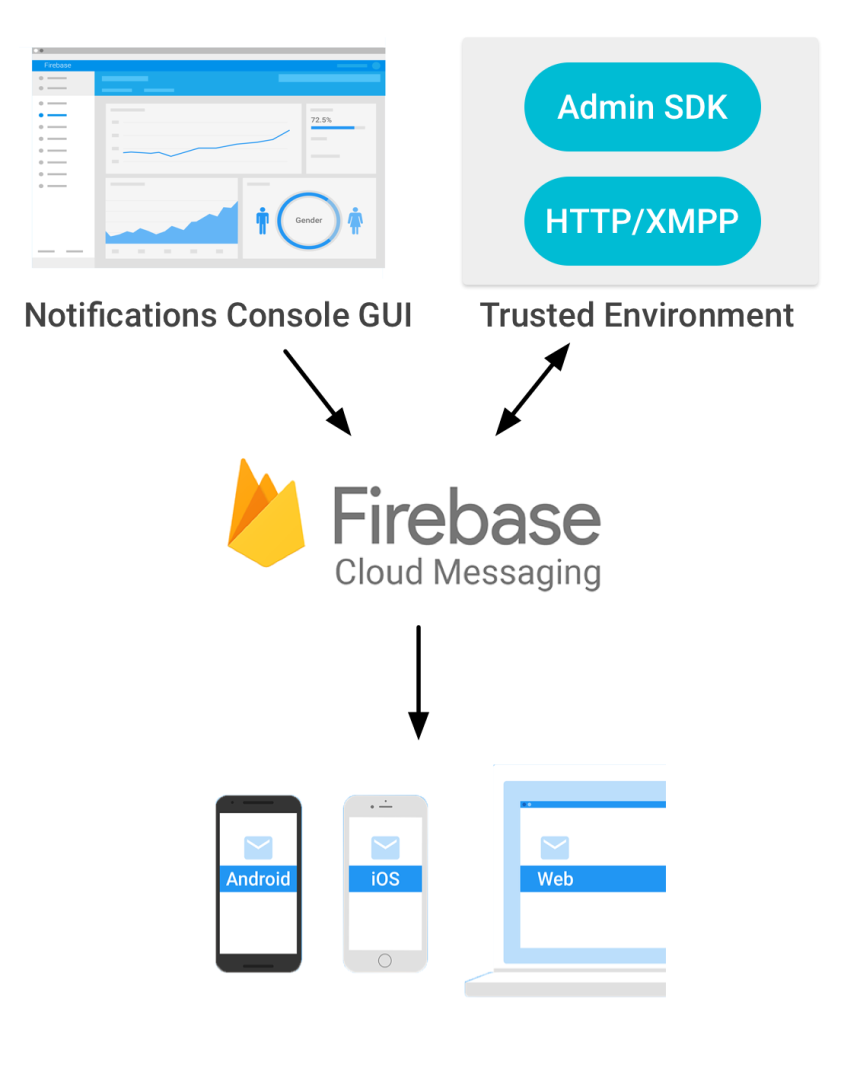 Firebase
72.5%
Gender
Admin SDK
HTTP/XMPP
Notifications Console GUI
Trusted Environment
Firebase
Cloud Messaging
Android
iOS
Web